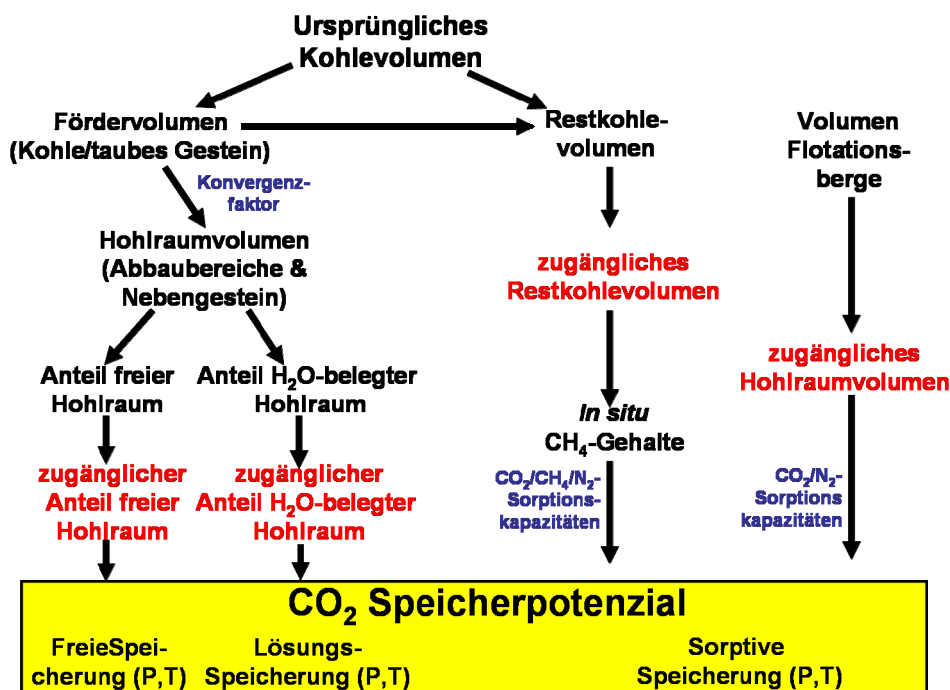 Ursprüngliches
Kohlevolumen
Fördervolumen
(Kohle/taubes Gestein)
Restkohle-
volumen
Volumen
Flotations-
berge
Konvergenz-
faktor
Hohlraumvolumen
(Abbaubereiche &
Nebengestein)
zugängliches
Restkohlevolumen
zugängliches
Hohlraumvolumen
Anteil freier
Hohlraum
Anteil H₂O-belegter
Hohlraum
In situ
CH₄-Gehalte
zugänglicher
Anteil freier
Hohlraum
zugänglicher
Anteil H₂O-belegter
Hohlraum
CO₂/CH₄/N₂-
Sorptions-
kapazitäten
CO₂/N₂-
Sorptions
kapazitäten
CO₂ Speicherpotenzial
FreieSpei-
cherung (P,T)
Lösungs-
Speicherung (P,T)
Sorptive
Speicherung (P,T)